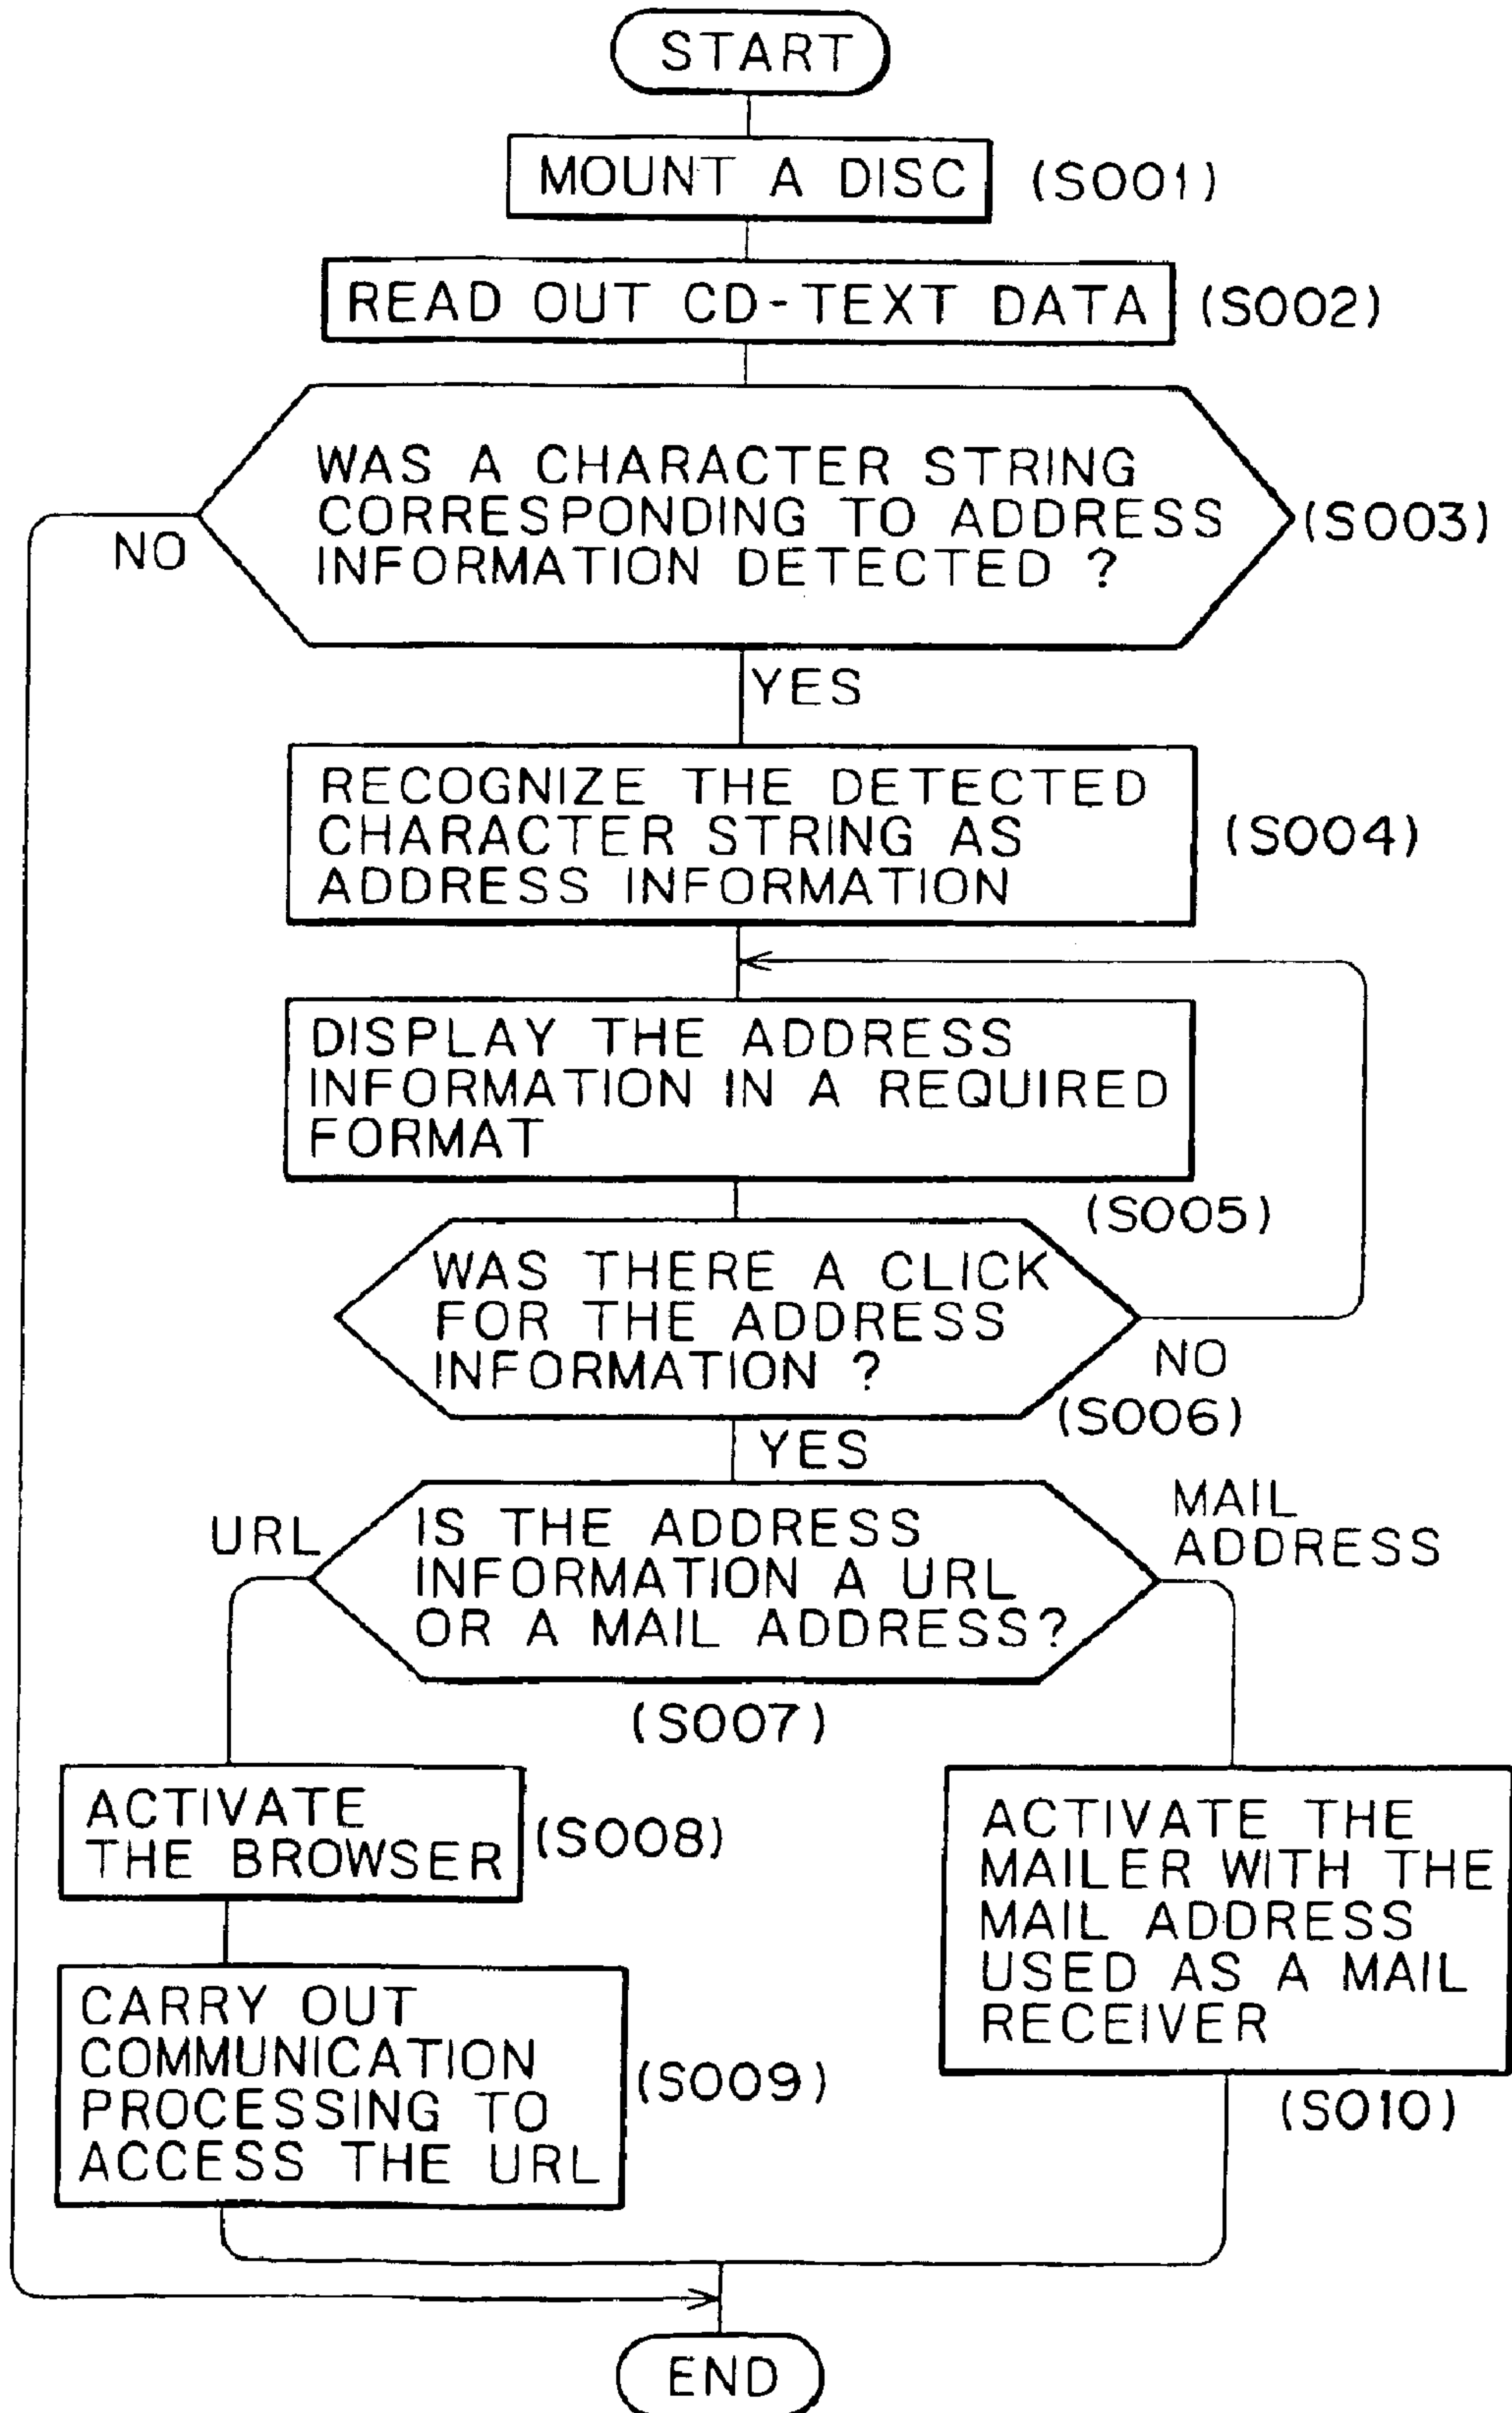 START
MOUNT A DISC (S001)
READ OUT CD-TEXT DATA (S002)
WAS A CHARACTER STRING
CORRESPONDING TO ADDRESS
INFORMATION DETECTED ?
(S003)
NO
YES
RECOGNIZE THE DETECTED
CHARACTER STRING AS
ADDRESS INFORMATION
(S004)
DISPLAY THE ADDRESS
INFORMATION IN A REQUIRED
FORMAT
(S005)
WAS THERE A CLICK
FOR THE ADDRESS
INFORMATION ?
NO
(S006)
YES
URL
IS THE ADDRESS
INFORMATION A URL
OR A MAIL ADDRESS?
MAIL
ADDRESS
(S007)
ACTIVATE
THE BROWSER
(S008)
CARRY OUT
COMMUNICATION
PROCESSING TO
ACCESS THE URL
(S009)
ACTIVATE THE
MAILER WITH THE
MAIL ADDRESS
USED AS A MAIL
RECEIVER
(S010)
END